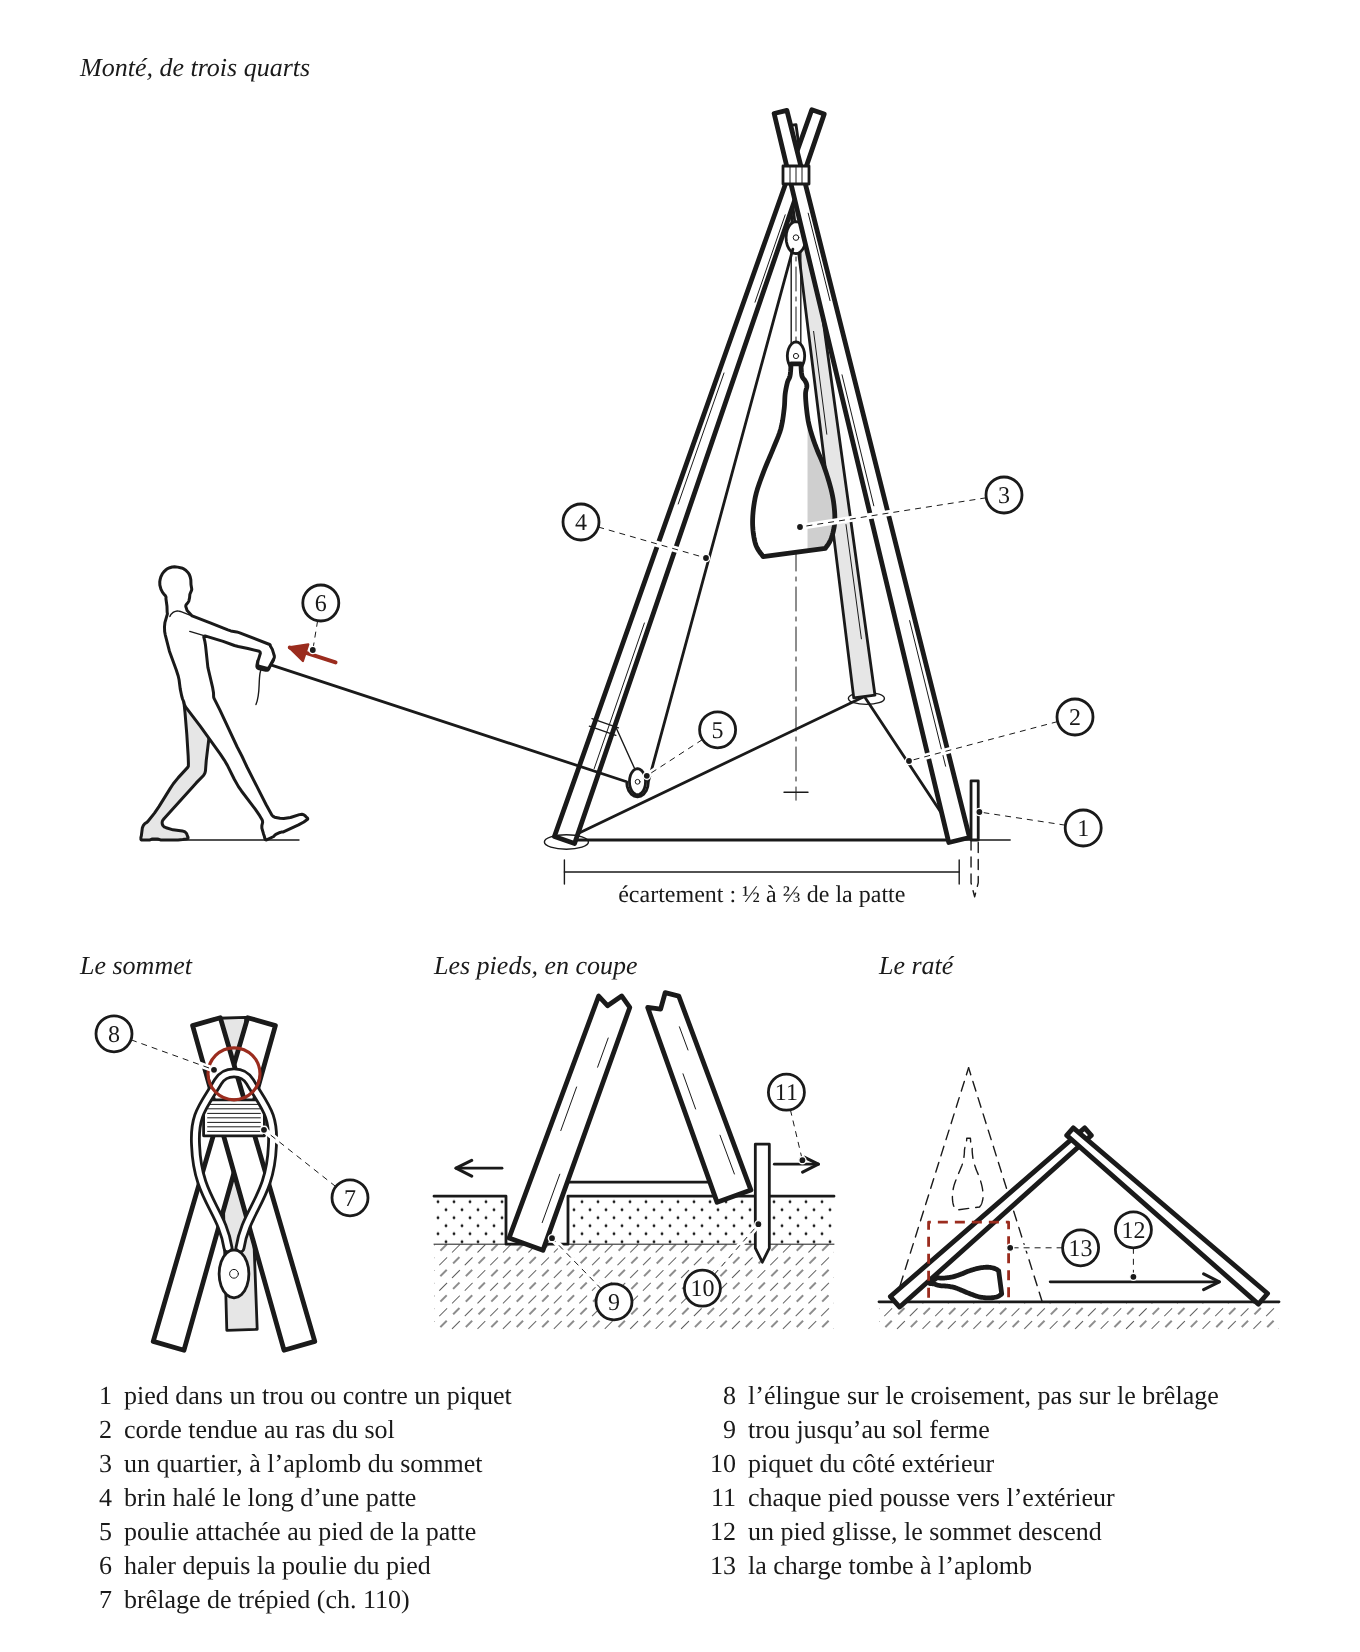 Monté, de trois quarts
3
4
6
5
2
1
écartement : ½ à ⅔ de la patte
Le sommet
Les pieds, en coupe
Le raté
8
11
7
12
13
10
9
1 pied dans un trou ou contre un piquet
2 corde tendue au ras du sol
3 un quartier, à l’aplomb du sommet
4 brin halé le long d’une patte
5 poulie attachée au pied de la patte
6 haler depuis la poulie du pied
7 brêlage de trépied (ch. 110)
8 l’élingue sur le croisement, pas sur le brêlage
9 trou jusqu’au sol ferme
10 piquet du côté extérieur
11 chaque pied pousse vers l’extérieur
12 un pied glisse, le sommet descend
13 la charge tombe à l’aplomb